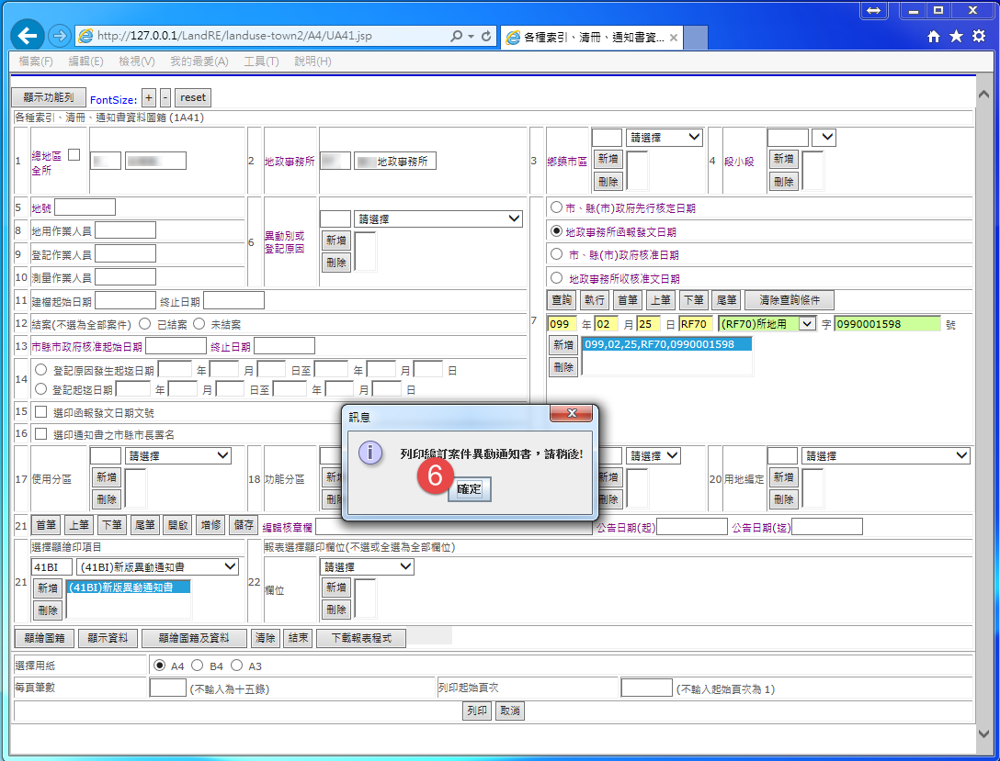 http://127.0.0.1/LandRE/landuse-town2/A4/UA41.jsp
各種索引、清冊、通知書資...
檔案(F) 編輯(E) 檢視(V) 我的最愛(A) 工具(T) 說明(H)
顯示功能列 FontSize: + - reset
各種索引、清冊、通知書資料圖籍 (1A41)
1 總地區 全所
2 地政事務所 地政事務所
3 鄉鎮市區 請選擇 新增 刪除
4 段小段 新增 刪除
5 地號
6 異動別或登記原因 請選擇 新增 刪除
7
市、縣(市)政府先行核定日期
地政事務所函報發文日期
市、縣(市)政府核准日期
地政事務所收核准文日期
查詢 執行 首筆 上筆 下筆 尾筆 清除查詢條件
099 年 02 月 25 日 RF70 (RF70)所地用 字 0990001598 號
新增 099,02,25,RF70,0990001598
刪除
8 地用作業人員
9 登記作業人員
10 測量作業人員
11 建檔起始日期 終止日期
12 結案(不選為全部案件) 已結案 未結案
13 市縣市政府核准起始日期 終止日期
14 登記原因發生起迄日期 年 月 日至 年 月 日
登記起迄日期 年 月 日至 年 月 日
15 選印函報發文日期文號
16 選印通知書之市縣市長署名
訊息
列印編訂案件異動通知書，請稍後!
6
確定
17 使用分區 請選擇 新增 刪除
18 功能分區 新增 刪除
請選擇 新增 刪除
20 用地編定 請選擇 新增 刪除
21 首筆 上筆 下筆 尾筆 開啟 增修 儲存 編輯核章欄 公告日期(起) 公告日期(迄)
選擇顯繪印項目
21 41BI (41BI)新版異動通知書
新增 (41BI)新版異動通知書
刪除
22 報表選擇顯印欄位(不選或全選為全部欄位)
欄位 請選擇 新增 刪除
顯繪圖籍 顯示資料 顯繪圖籍及資料 清除 結束 下載報表程式
選擇用紙 A4 B4 A3
每頁筆數 (不輸入為十五錄) 列印起始頁次 (不輸入起始頁次為 1)
列印 取消